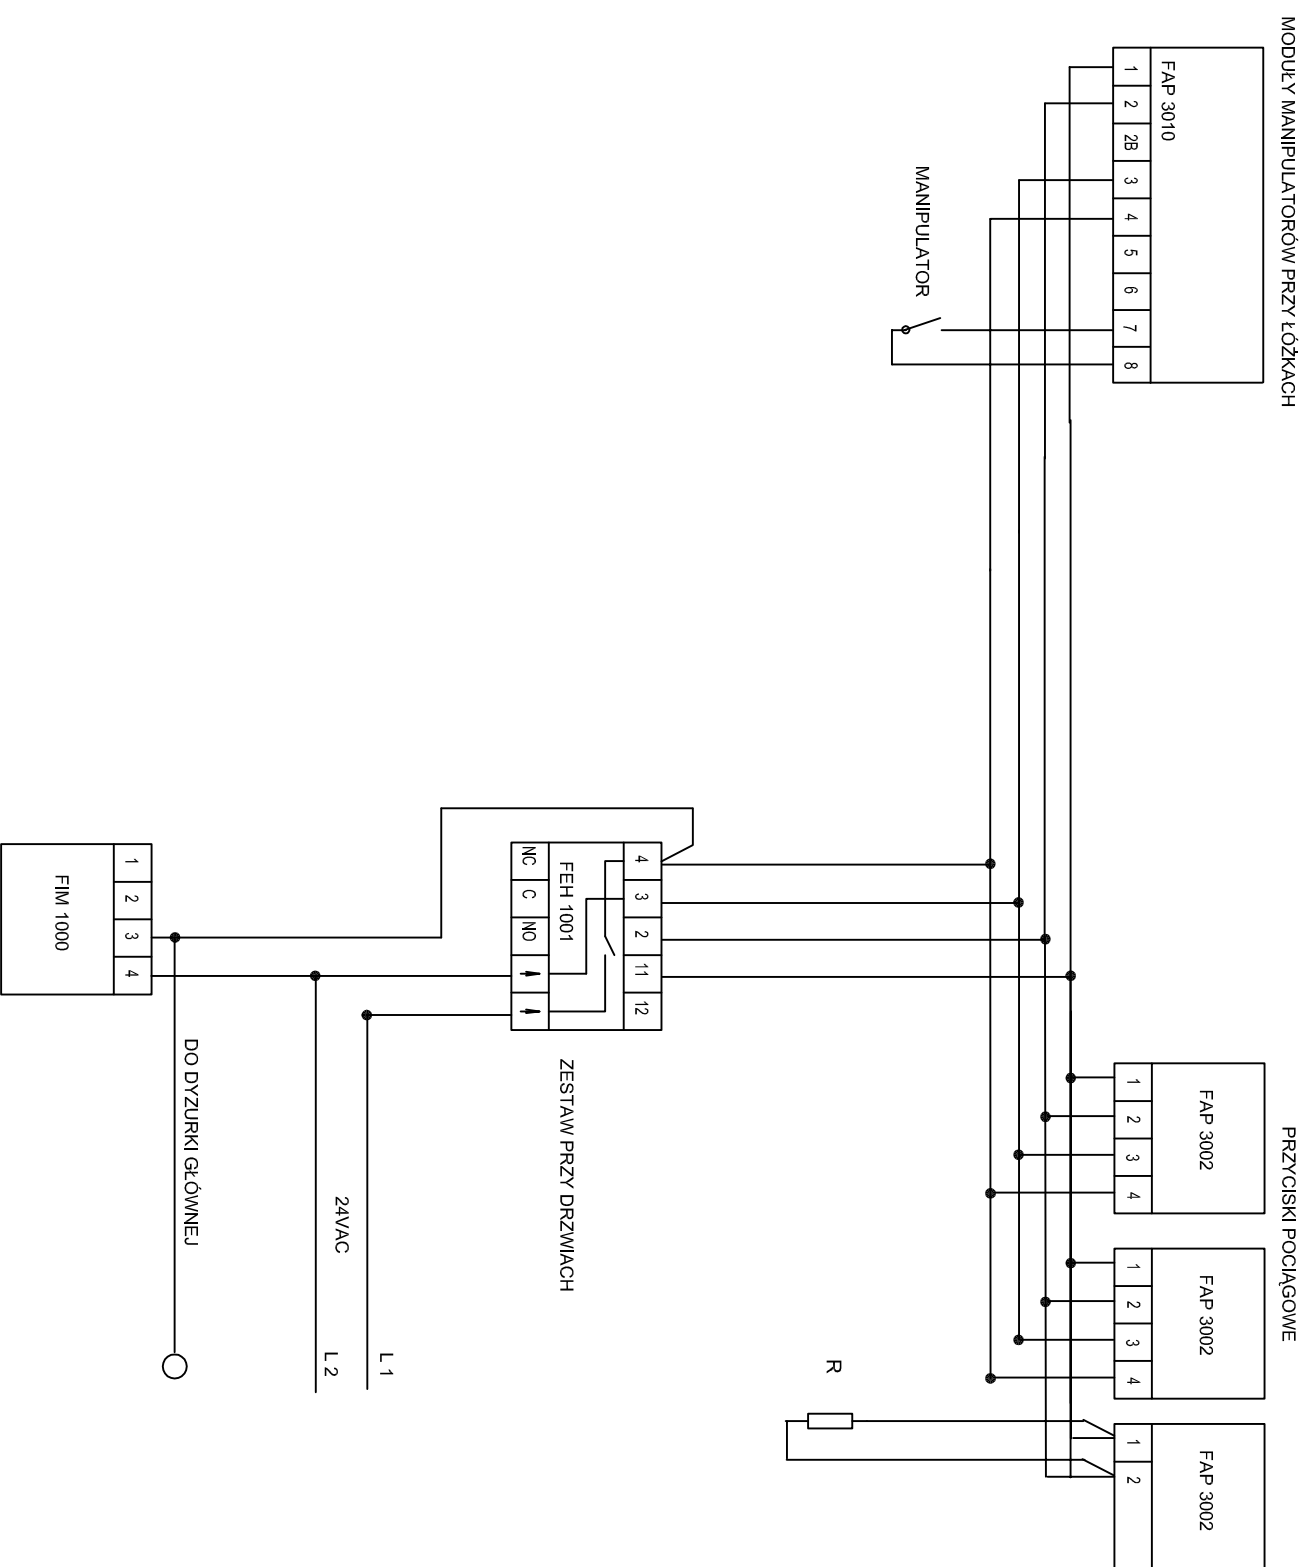 MODUŁY MANIPULATORÓW PRZY ŁÓŻKACH
FAP 3010
1
2
2B
3
4
5
6
7
8
MANIPULATOR
PRZYCISKI POCIĄGOWE
FAP 3002
1
2
3
4
FAP 3002
1
2
3
4
FAP 3002
1
2
R
4
3
2
11
12
FEH 1001
NC
C
NO
ZESTAW PRZY DRZWIACH
L 1
24VAC
L 2
DO DYZURKI GŁÓWNEJ
1
2
3
4
FIM 1000